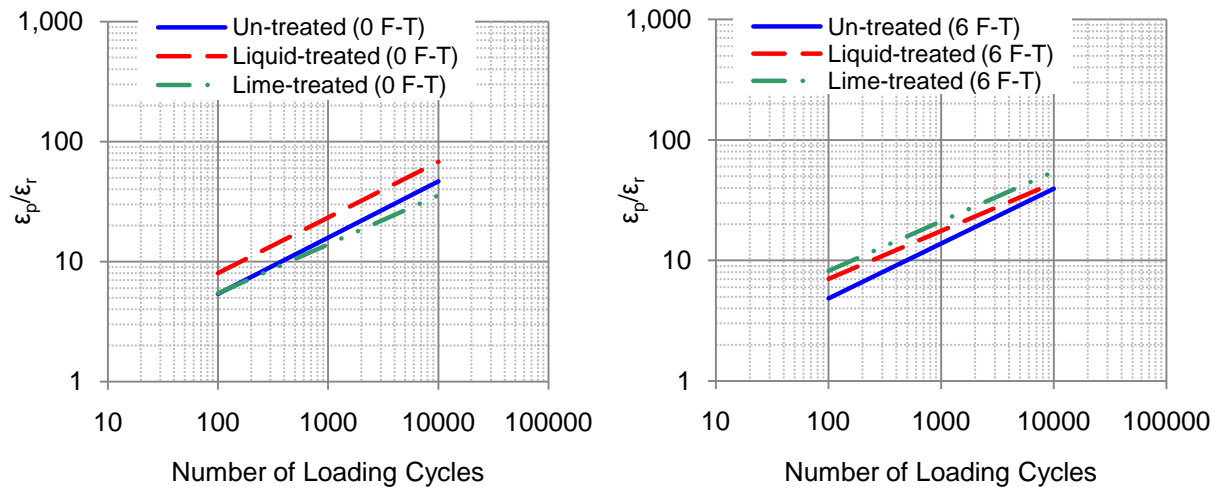 1,000
100
10
1
εp/εr
Un-treated (0 F-T)
Liquid-treated (0 F-T)
Lime-treated (0 F-T)
10 100 1000 10000 100000
Number of Loading Cycles
1,000
100
10
1
εp/εr
Un-treated (6 F-T)
Liquid-treated (6 F-T)
Lime-treated (6 F-T)
10 100 1000 10000 100000
Number of Loading Cycles